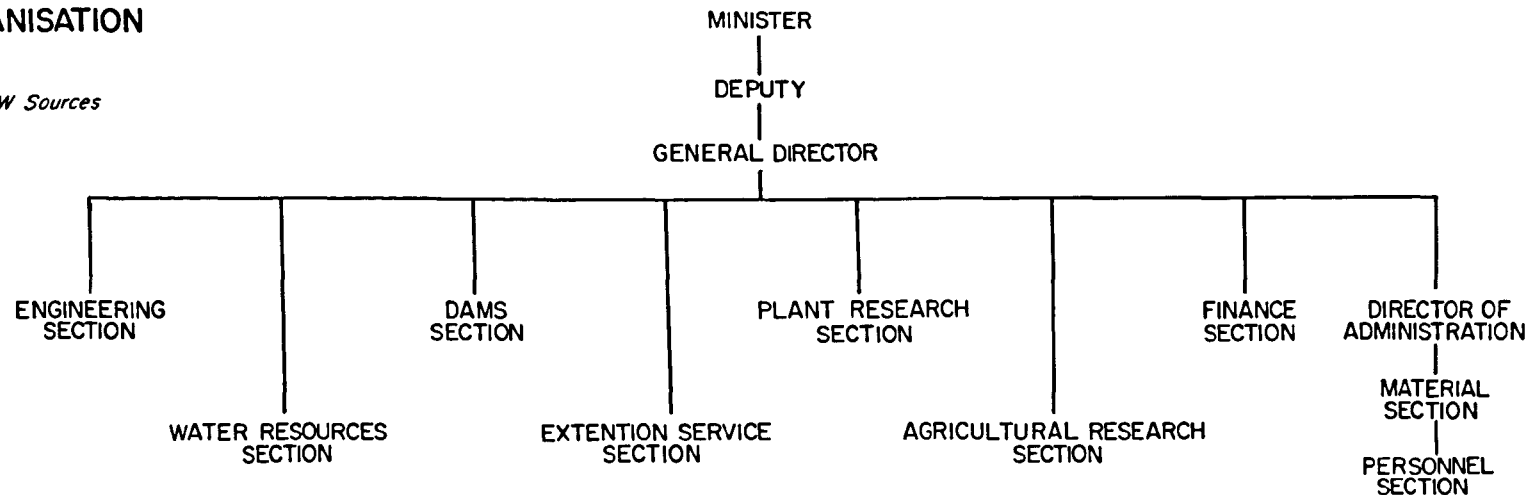 MINISTER
DEPUTY
GENERAL DIRECTOR
Sources
ENGINEERING
SECTION
DAMS
SECTION
PLANT RESEARCH
SECTION
FINANCE
SECTION
DIRECTOR OF
ADMINISTRATION
MATERIAL
SECTION
WATER RESOURCES
SECTION
EXTENTION SERVICE
SECTION
AGRICULTURAL RESEARCH
SECTION
PERSONNEL
SECTION